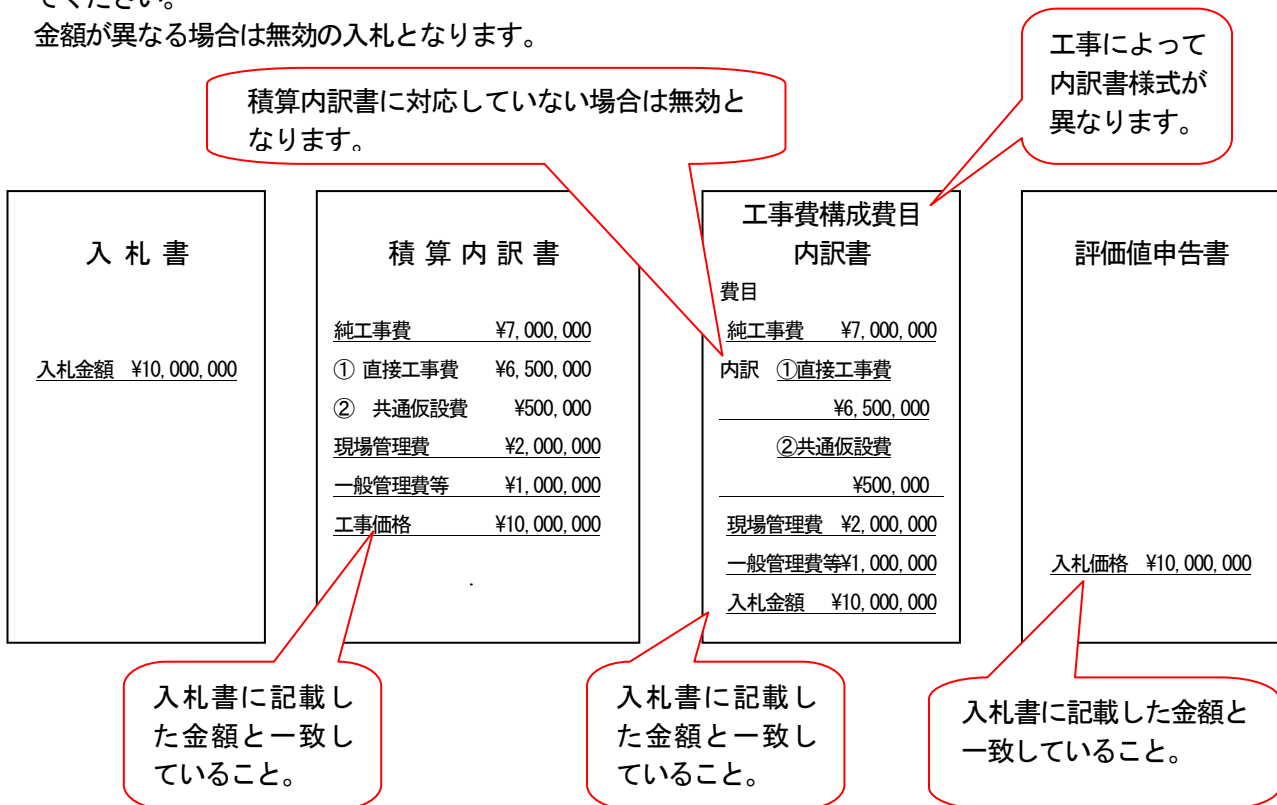 てください。
金額が異なる場合は無効の入札となります。
工事によって
内訳書様式が
異なります。
積算内訳書に対応していない場合は無効と
なります。
入 札 書
入札金額 ¥10,000,000
積 算 内 訳 書
純工事費 ¥7,000,000
① 直接工事費 ¥6,500,000
② 共通仮設費 ¥500,000
現場管理費 ¥2,000,000
一般管理費等 ¥1,000,000
工事価格 ¥10,000,000
.
工事費構成費目
内訳書
費目
純工事費 ¥7,000,000
内訳 ①直接工事費
¥6,500,000
②共通仮設費
¥500,000
現場管理費 ¥2,000,000
一般管理費等¥1,000,000
入札金額 ¥10,000,000
評価値申告書
入札価格 ¥10,000,000
入札書に記載し
た金額と一致し
ていること。
入札書に記載し
た金額と一致し
ていること。
入札書に記載した金額と
一致していること。